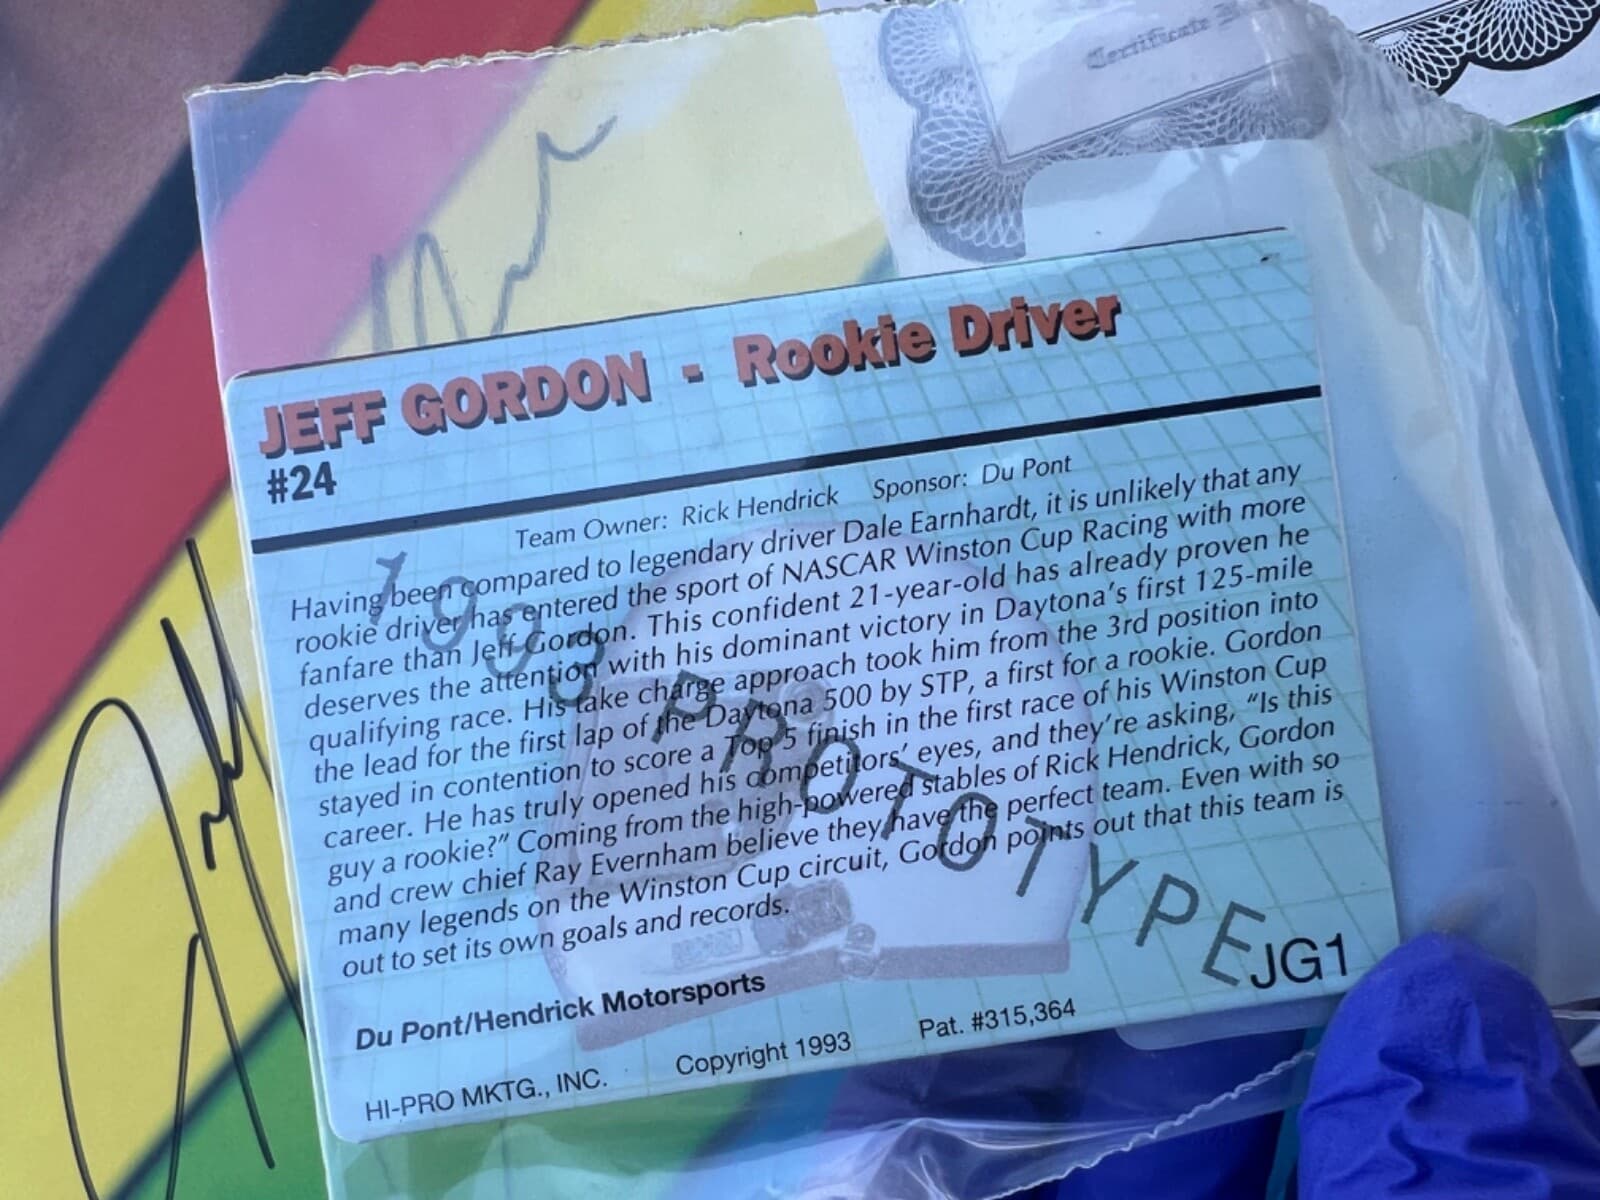 Certificate
JEFF GORDON - Rookie Driver
#24
Team Owner: Rick Hendrick Sponsor: Du Pont
Having been compared to legendary driver Dale Earnhardt, it is unlikely that any
rookie driver has entered the sport of NASCAR Winston Cup Racing with more
fanfare than Jeff Gordon. This confident 21-year-old has already proven he
deserves the attention with his dominant victory in Daytona's first 125-mile
qualifying race. His take charge approach took him from the 3rd position into
the lead for the first lap of the Daytona 500 by STP, a first for a rookie. Gordon
stayed in contention to score a Top 5 finish in the first race of his Winston Cup
career. He has truly opened his competitors' eyes, and they're asking, "Is this
guy a rookie?" Coming from the high-powered stables of Rick Hendrick, Gordon
and crew chief Ray Evernham believe they have the perfect team. Even with so
many legends on the Winston Cup circuit, Gordon points out that this team is
out to set its own goals and records.
1993 PROTOTYPE
JG1
Du Pont/Hendrick Motorsports
HI-PRO MKTG., INC. Copyright 1993 Pat. #315,364